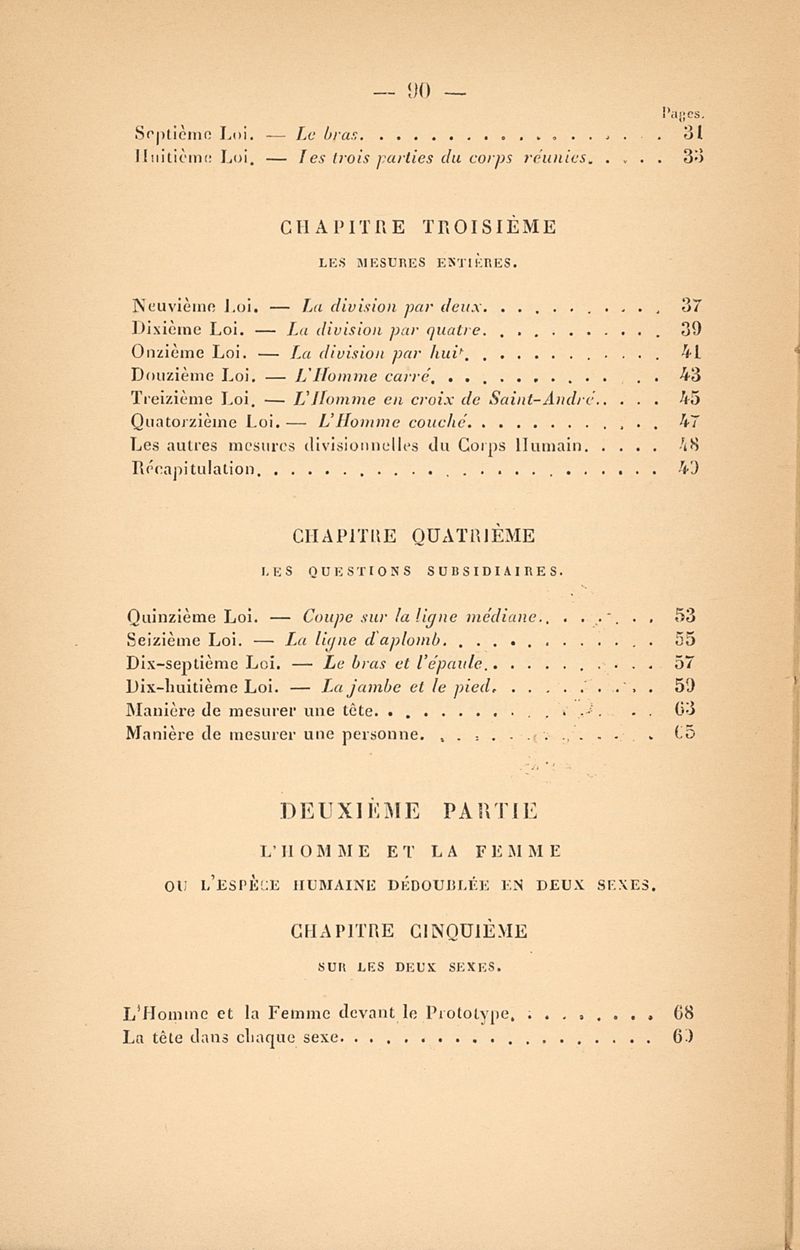 — 90 —
Pages.
Septième Loi. — Le bras. . . . . . . . . . . . . . . . . 31
Huitième Loi. — Les trois parties du corps réunies. . . . . 33
CHAPITRE TROISIÈME
LES MESURES ENTIÈRES.
Neuvième Loi. — La division par deux. . . . . . . . . . 37
Dixième Loi. — La division par quatre. . . . . . . . . . 39
Onzième Loi. — La division par huit. . . . . . . . . . . 41
Douzième Loi. — L'Homme carré. . . . . . . . . . . . 43
Treizième Loi. — L'Homme en croix de Saint-André. . . . . 45
Quatorzième Loi. — L'Homme couché. . . . . . . . . . . 47
Les autres mesures divisionnelles du Corps Humain. . . . . 48
Récapitulation. . . . . . . . . . . . . . . . . . . . . . 49
CHAPITRE QUATRIÈME
LES QUESTIONS SUBSIDIAIRES.
Quinzième Loi. — Coupe sur la ligne médiane. . . . . . . 53
Seizième Loi. — La ligne d'aplomb. . . . . . . . . . . . 55
Dix-septième Loi. — Le bras et l'épaule. . . . . . . . . . 57
Dix-huitième Loi. — La jambe et le pied. . . . . . . . . 59
Manière de mesurer une tête. . . . . . . . . . . . . . . 63
Manière de mesurer une personne. . . . . . . . . . . . . 65
DEUXIÈME PARTIE
L'HOMME ET LA FEMME
OU L'ESPÈCE HUMAINE DÉDOUBLÉE EN DEUX SEXES.
CHAPITRE CINQUIÈME
SUR LES DEUX SEXES.
L'Homme et la Femme devant le Prototype. . . . . . . . 68
La tête dans chaque sexe. . . . . . . . . . . . . . . . . 69